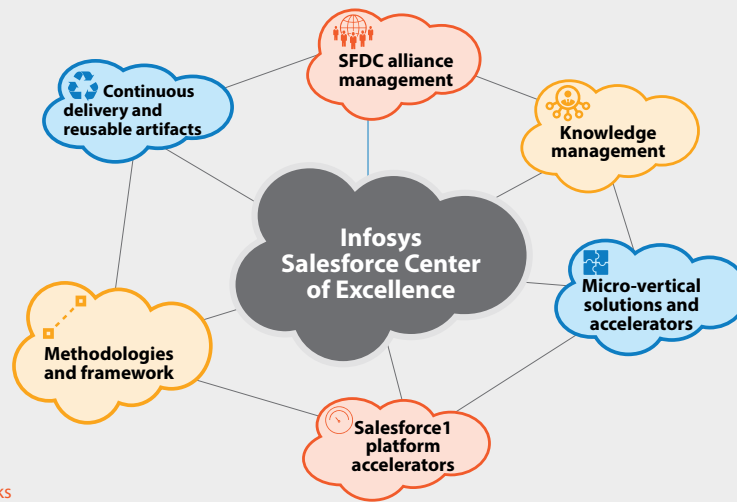 SFDC alliance
management
Continuous
delivery and
reusable artifacts
Knowledge
management
Infosys
Salesforce Center
of Excellence
Micro-vertical
solutions and
accelerators
Methodologies
and framework
Salesforce1
platform
accelerators